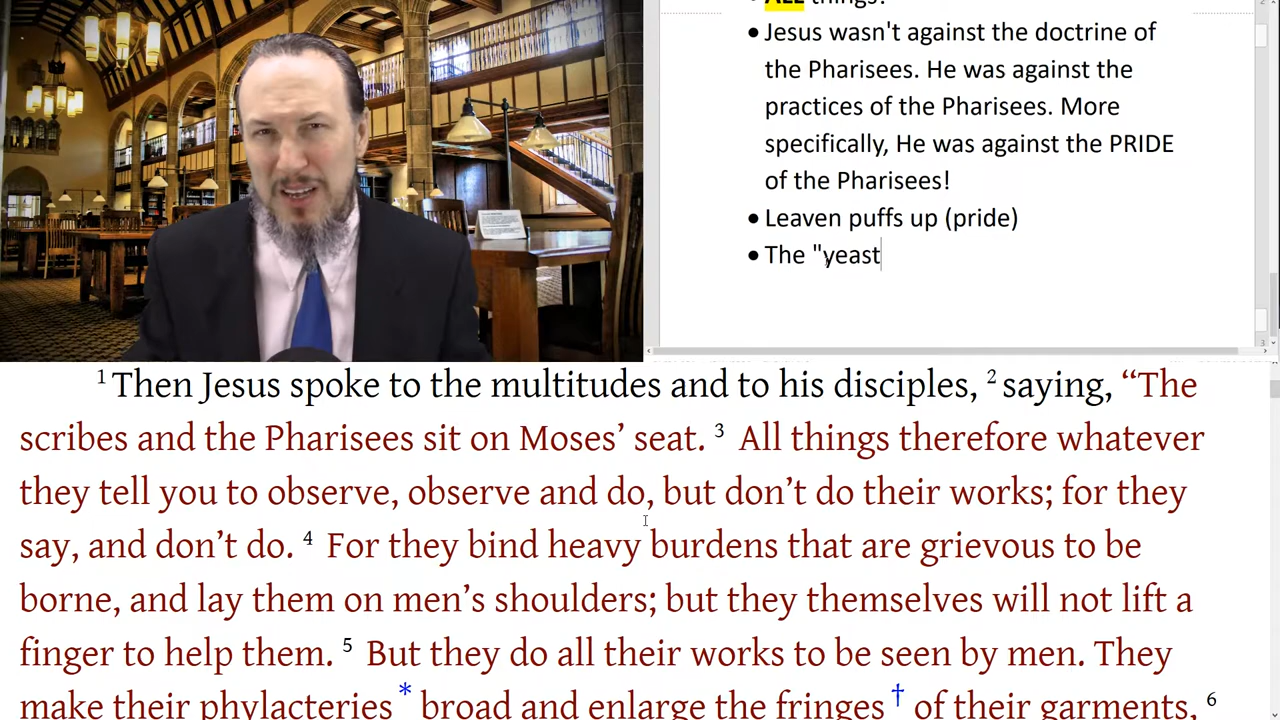 ALL things!
• Jesus wasn't against the doctrine of
the Pharisees. He was against the
practices of the Pharisees. More
specifically, He was against the PRIDE
of the Pharisees!
• Leaven puffs up (pride)
• The "yeast
1 Then Jesus spoke to the multitudes and to his disciples, 2 saying, “The
scribes and the Pharisees sit on Moses’ seat. 3 All things therefore whatever
they tell you to observe, observe and do, but don’t do their works; for they
say, and don’t do. 4 For they bind heavy burdens that are grievous to be
borne, and lay them on men’s shoulders; but they themselves will not lift a
finger to help them. 5 But they do all their works to be seen by men. They
make their phylacteries * broad and enlarge the fringes † of their garments, 6